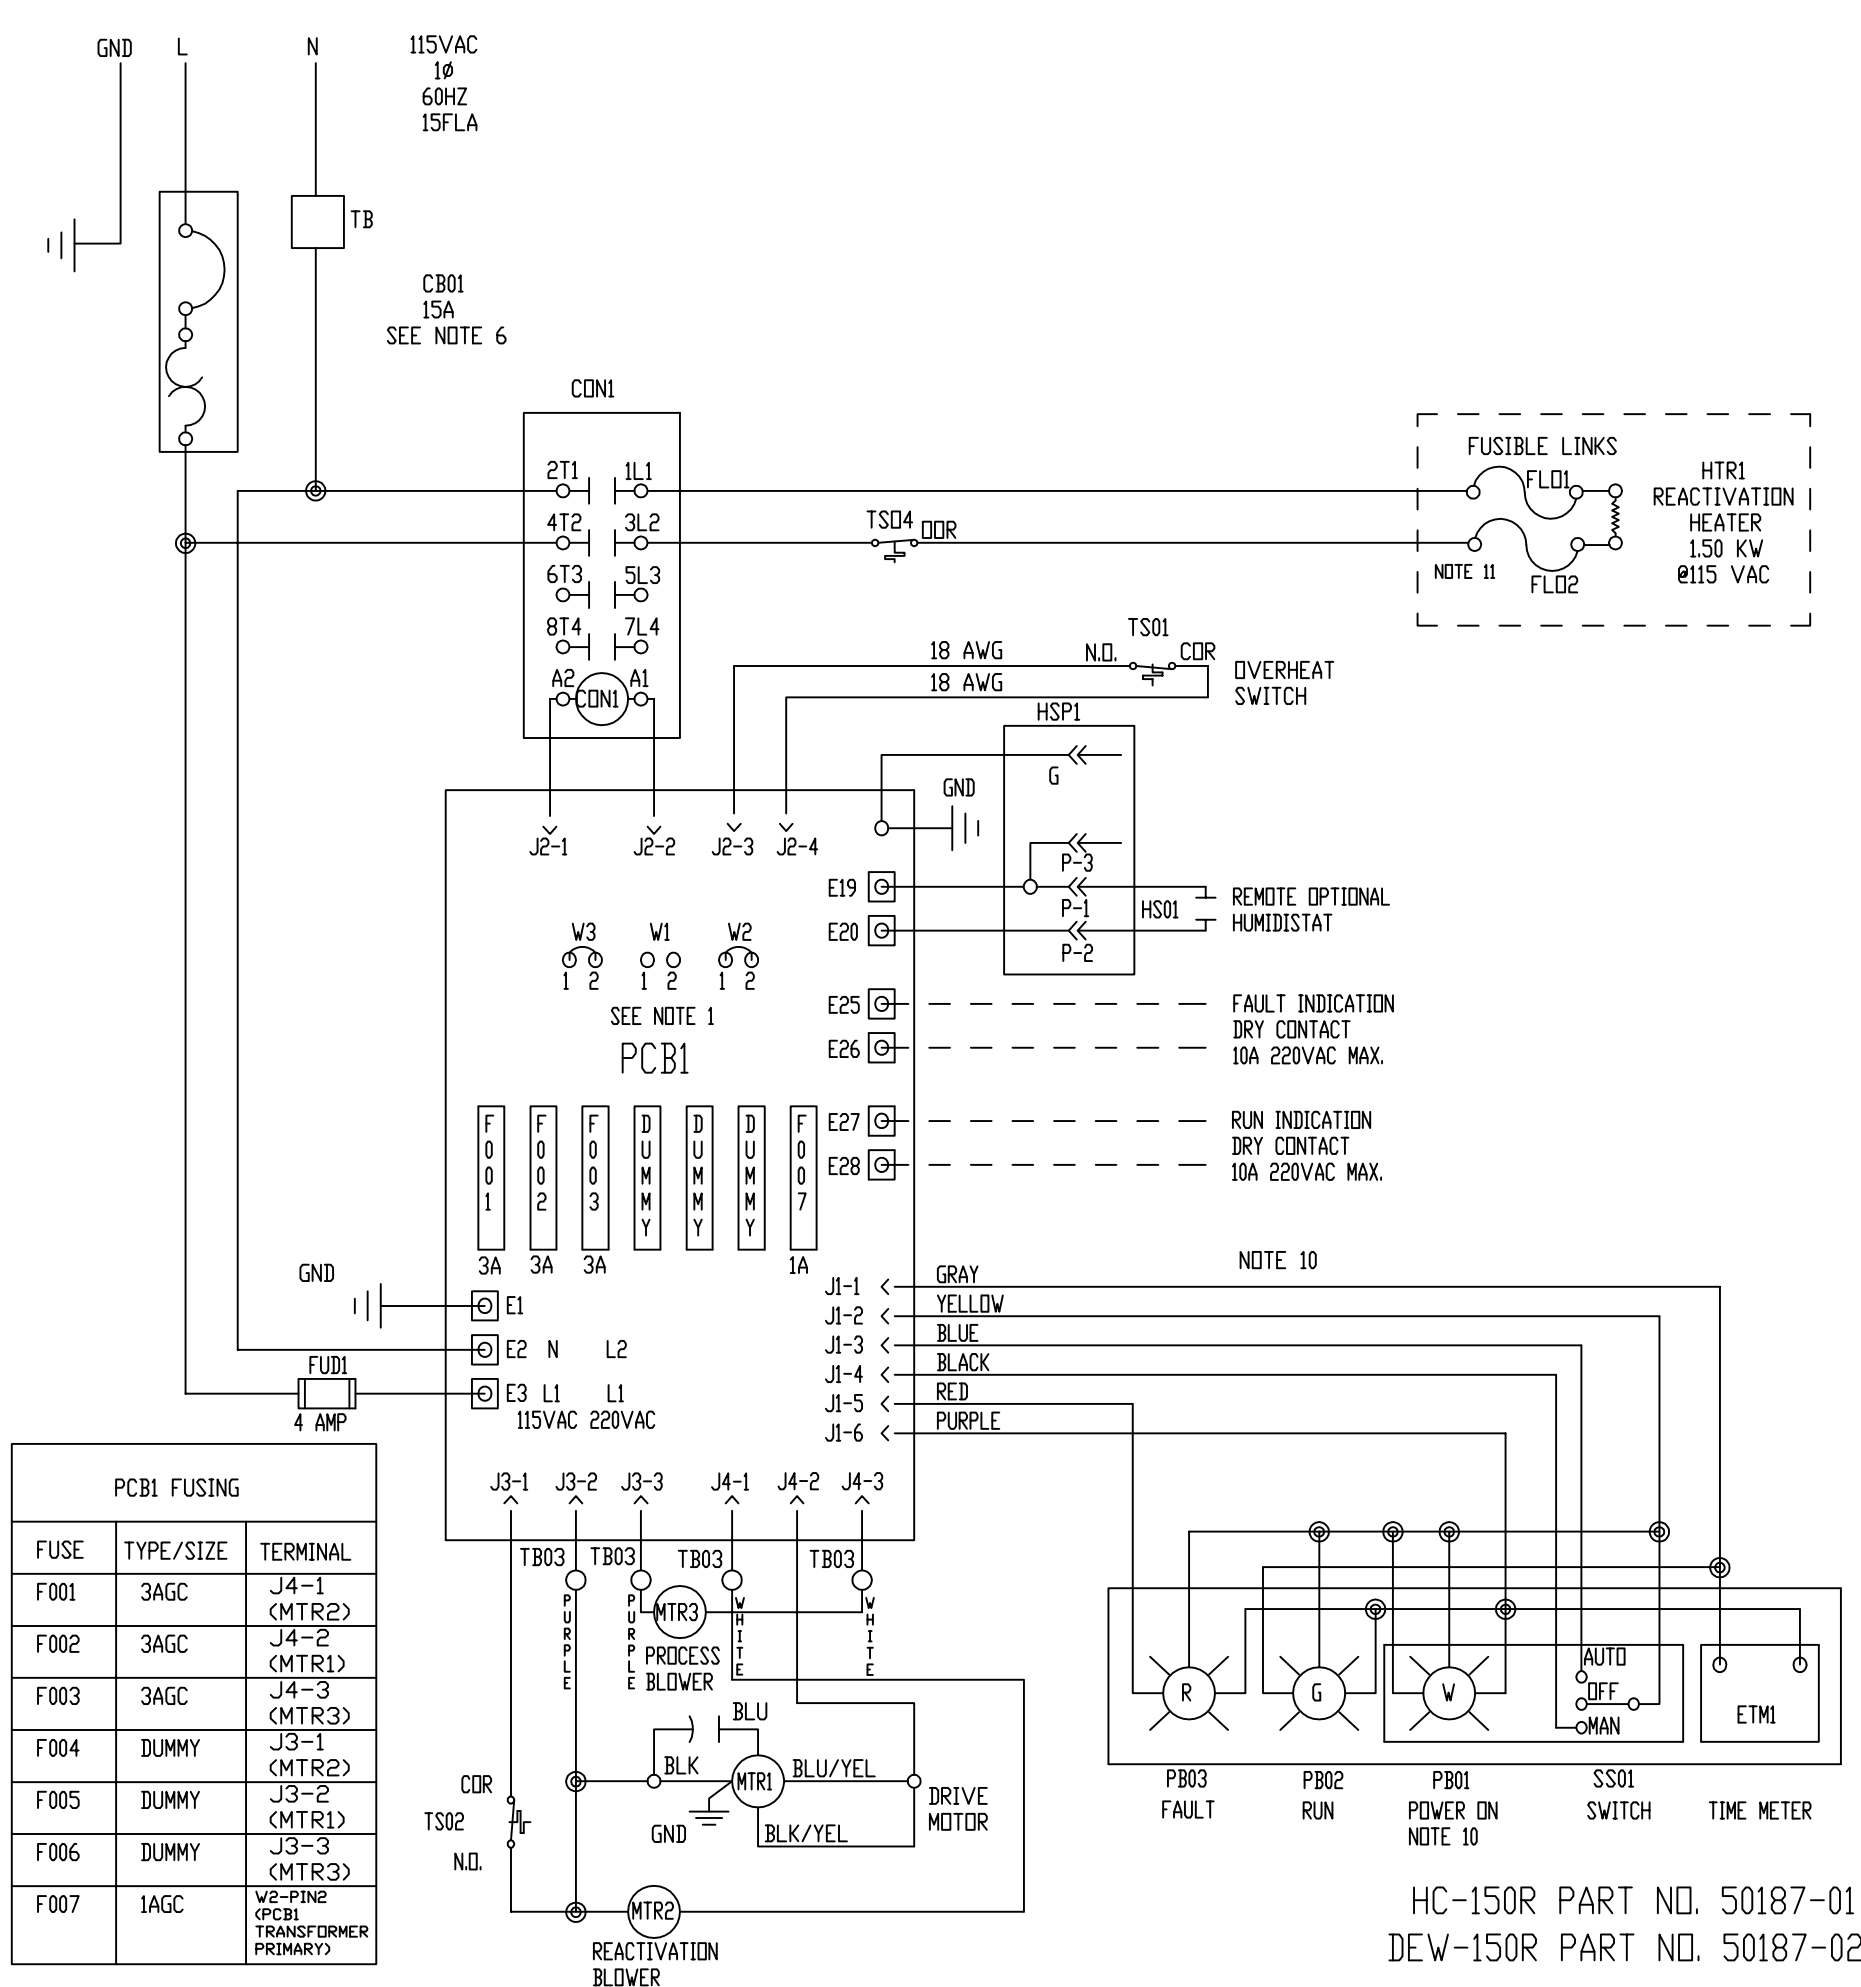 GND L N
115VAC
1Ø
60HZ
15FLA
TB
CB01
15A
SEE NOTE 6
CON1
2T1 1L1
4T2 3L2
6T3 5L3
8T4 7L4
A2 CON1 A1
TS04 OOR
FUSIBLE LINKS
FLO1
NOTE 11
FLO2
HTR1
REACTIVATION
HEATER
1.50 KW
@115 VAC
TS01
18 AWG N.O. COR
18 AWG
OVERHEAT
SWITCH
HSP1
G
GND
P-3
P-1
P-2
HS01
REMOTE OPTIONAL
HUMIDISTAT
J2-1 J2-2 J2-3 J2-4
E19
E20
W3 W1 W2
1 2 1 2 1 2
SEE NOTE 1
PCB1
E25
E26
FAULT INDICATION
DRY CONTACT
10A 220VAC MAX.
E27
E28
RUN INDICATION
DRY CONTACT
10A 220VAC MAX.
F001 F002 F003 DUMMY DUMMY DUMMY F007
3A 3A 3A 1A
GND
E1
E2 N L2
FUD1
E3 L1 L1
4 AMP
115VAC 220VAC
NOTE 10
J1-1 GRAY
J1-2 YELLOW
J1-3 BLUE
J1-4 BLACK
J1-5 RED
J1-6 PURPLE
J3-1 J3-2 J3-3 J4-1 J4-2 J4-3
TB03 TB03 TB03 TB03
PURPLE PURPLE WHITE WHITE
MTR3
PROCESS
BLOWER
BLU
BLK
MTR1
BLU/YEL
DRIVE
MOTOR
GND
BLK/YEL
COR
TS02
N.O.
MTR2
REACTIVATION
BLOWER
PCB1 FUSING
FUSE TYPE/SIZE TERMINAL
F001 3AGC J4-1
(MTR2)
F002 3AGC J4-2
(MTR1)
F003 3AGC J4-3
(MTR3)
F004 DUMMY J3-1
(MTR2)
F005 DUMMY J3-2
(MTR1)
F006 DUMMY J3-3
(MTR3)
F007 1AGC W2-PIN2
(PCB1
TRANSFORMER
PRIMARY)
R G W
AUTO
OFF
MAN
ETM1
PB03
FAULT
PB02
RUN
PB01
POWER ON
NOTE 10
SS01
SWITCH
TIME METER
HC-150R PART NO. 50187-01
DEW-150R PART NO. 50187-02